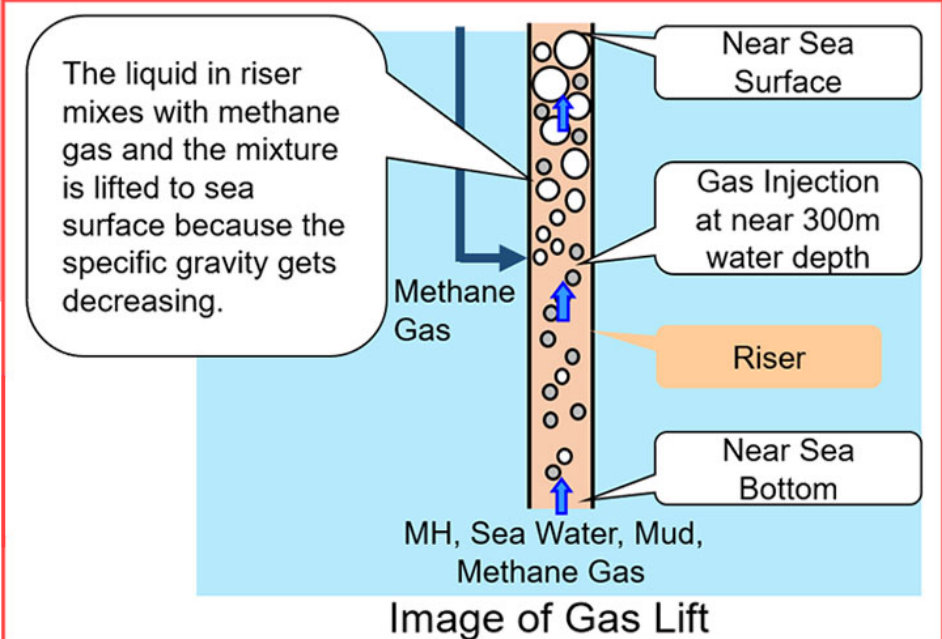 The liquid in riser
mixes with methane
gas and the mixture
is lifted to sea
surface because the
specific gravity gets
decreasing.
Near Sea
Surface
Gas Injection
at near 300m
water depth
Methane
Gas
Riser
Near Sea
Bottom
MH, Sea Water, Mud,
Methane Gas
Image of Gas Lift